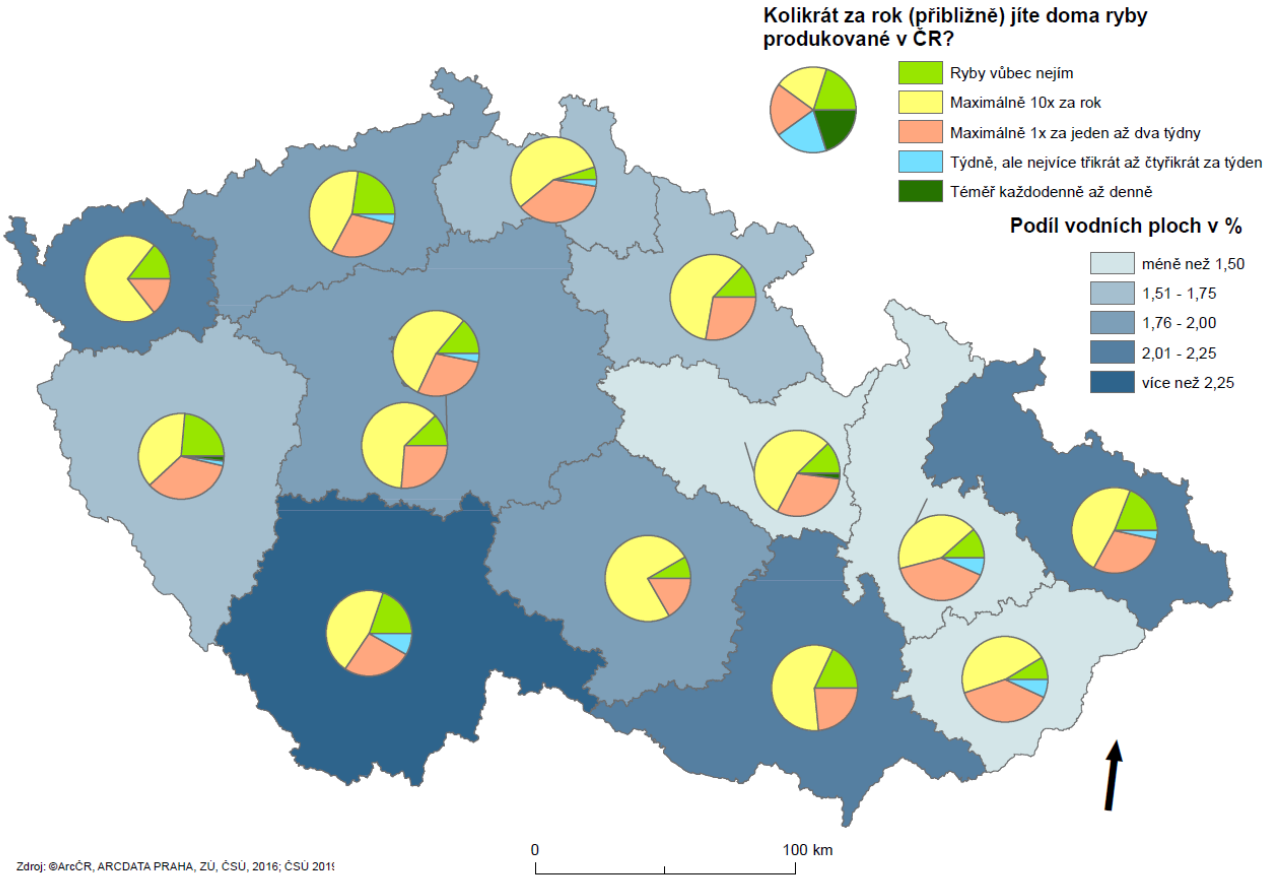 Kolikrát za rok (přibližně) jíte doma ryby
produkované v ČR?
Ryby vůbec nejím
Maximálně 10x za rok
Maximálně 1x za jeden až dva týdny
Týdně, ale nejvíce třikrát až čtyřikrát za týden
Téměř každodenně až denně
Podíl vodních ploch v %
méně než 1,50
1,51 - 1,75
1,76 - 2,00
2,01 - 2,25
více než 2,25
0 100 km
Zdroj: ©ArcČR, ARCDATA PRAHA, ZÚ, ČSÚ, 2016; ČSÚ